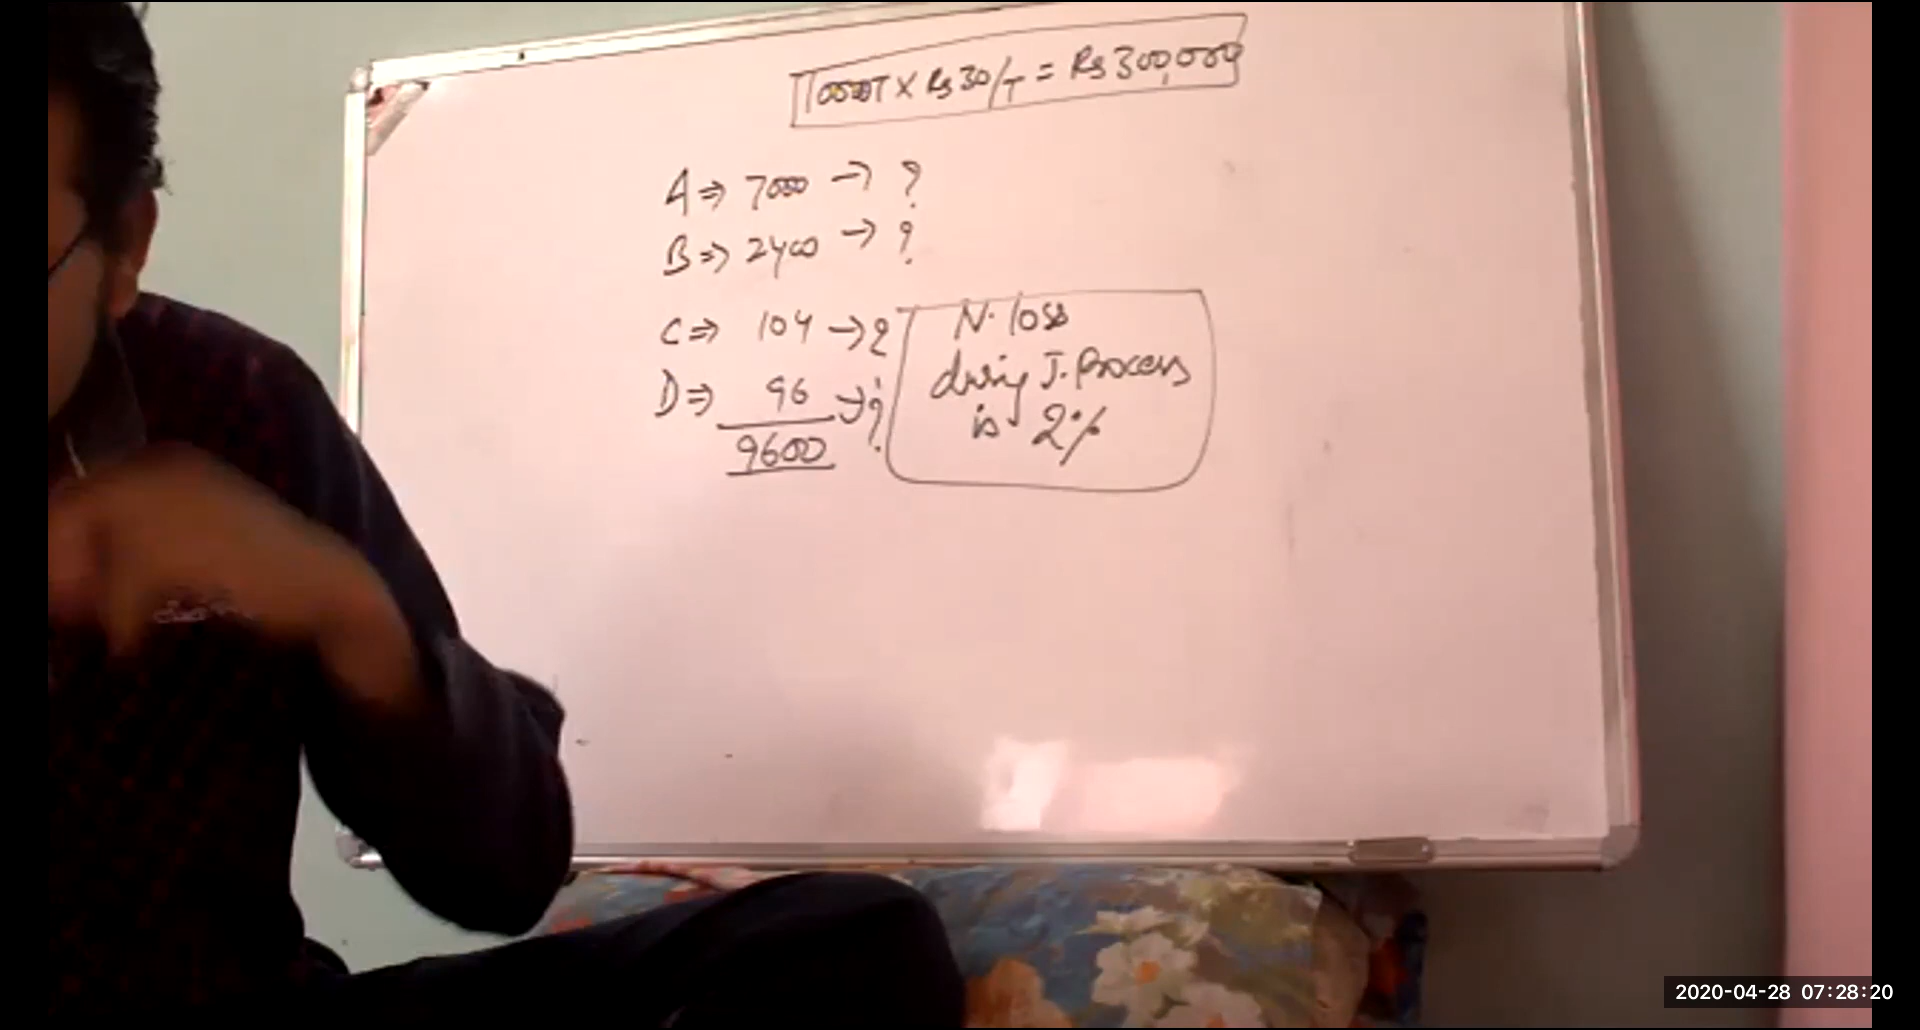 10000T × Rs 30/T = Rs 300,000
A ⇒ 7000 → ?
B ⇒ 2400 → ?
C ⇒ 104 → ?
D ⇒ 96 → ?
9600
N. loss
during J. Process
is 2%
2020-04-28 07:28:20